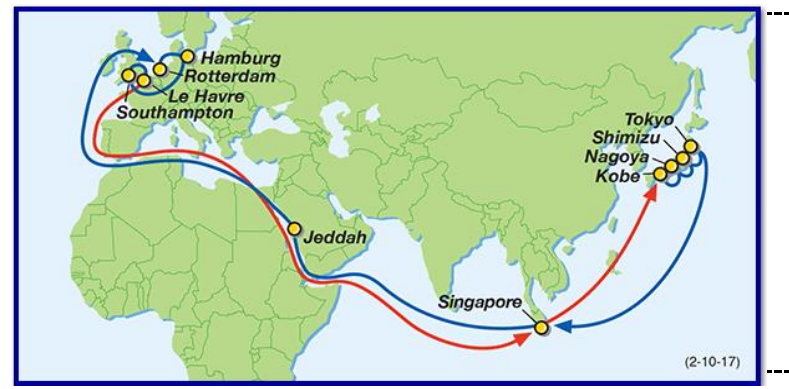 Hamburg
Rotterdam
Le Havre
Southampton
Tokyo
Shimizu
Nagoya
Kobe
Jeddah
Singapore
(2-10-17)